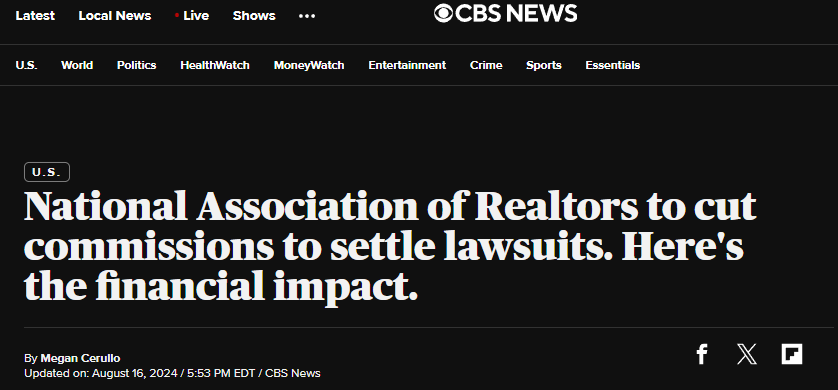 Latest Local News Live Shows ...
CBS NEWS
U.S. World Politics HealthWatch MoneyWatch Entertainment Crime Sports Essentials
U.S.
National Association of Realtors to cut
commissions to settle lawsuits. Here's
the financial impact.
By Megan Cerullo
Updated on: August 16, 2024 / 5:53 PM EDT / CBS News